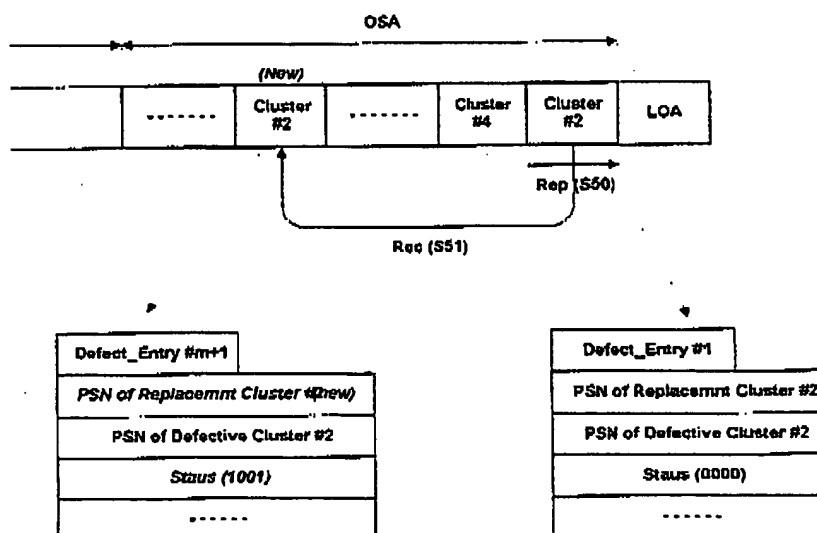 OSA
(New)
Cluster #2
Cluster #4
Cluster #2
LOA
Rep (S50)
Rec (S51)
Defect_Entry #m+1
PSN of Replacemnt Cluster #2(new)
PSN of Defective Cluster #2
Staus (1001)
Defect_Entry #1
PSN of Replacemnt Cluster #2
PSN of Defective Cluster #2
Staus (0000)